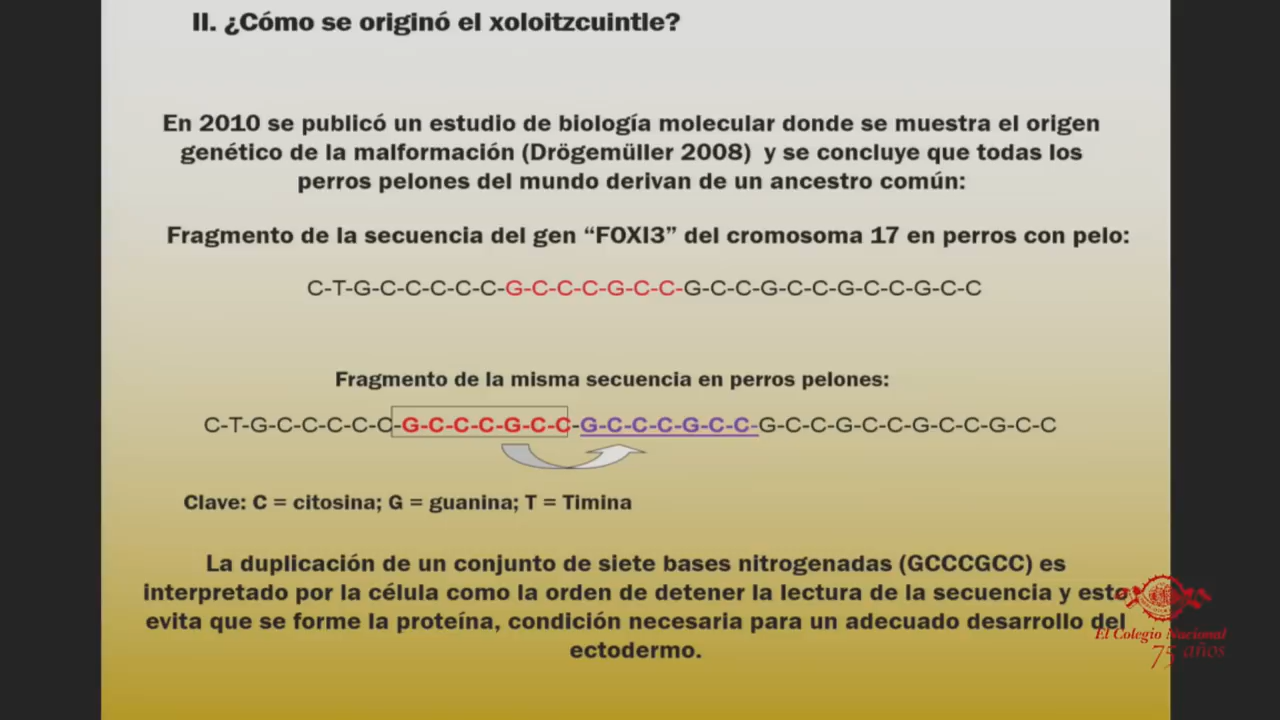 II. ¿Cómo se originó el xoloitzcuintle?
En 2010 se publicó un estudio de biología molecular donde se muestra el origen
genético de la malformación (Drögemüller 2008) y se concluye que todas los
perros pelones del mundo derivan de un ancestro común:
Fragmento de la secuencia del gen “FOXI3” del cromosoma 17 en perros con pelo:
C-T-G-C-C-C-C-C-G-C-C-C-G-C-C-G-C-C-G-C-C-G-C-C-G-C-C
Fragmento de la misma secuencia en perros pelones:
C-T-G-C-C-C-C-C-G-C-C-C-G-C-C-G-C-C-C-G-C-C-G-C-C-G-C-C-G-C-C-G-C-C
Clave: C = citosina; G = guanina; T = Timina
La duplicación de un conjunto de siete bases nitrogenadas (GCCCGCC) es
interpretado por la célula como la orden de detener la lectura de la secuencia y esto
evita que se forme la proteína, condición necesaria para un adecuado desarrollo del
ectodermo.
El Colegio Nacional
75 años